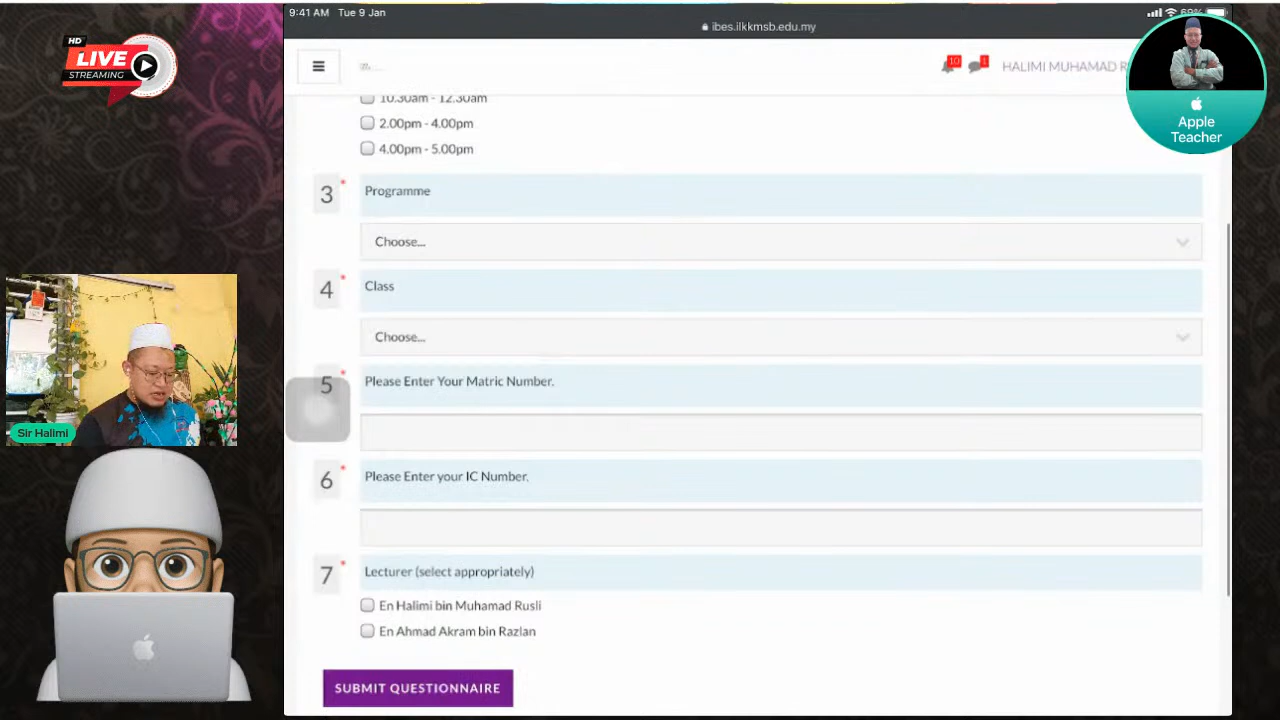 9:41 AM Tue 9 Jan
ibes.ilkkmsb.edu.my
HD
LIVE
STREAMING
10
1
HALIMI MUHAMAD R
Apple
Teacher
10.30am - 12.30am
2.00pm - 4.00pm
4.00pm - 5.00pm
3 * Programme
Choose...
4 * Class
Choose...
5 * Please Enter Your Matric Number.
6 * Please Enter your IC Number.
7 * Lecturer (select appropriately)
En Halimi bin Muhamad Rusli
En Ahmad Akram bin Razlan
SUBMIT QUESTIONNAIRE
Sir Halimi